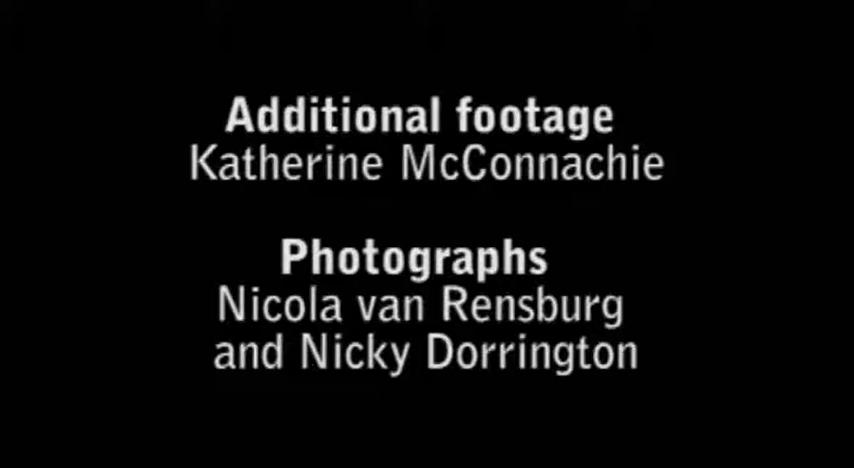 Additional footage
Katherine McConnachie
Photographs
Nicola van Rensburg
and Nicky Dorrington